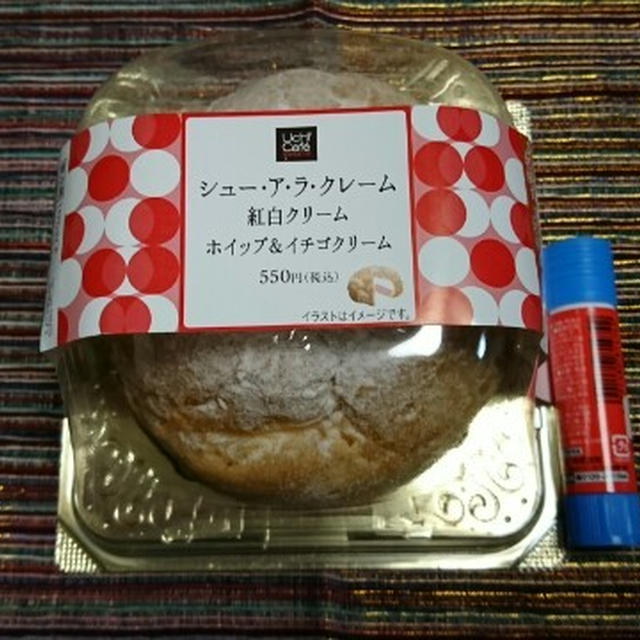 Uchi
Café
シュー・ア・ラ・クレーム
紅白クリーム
ホイップ&イチゴクリーム
550円(税込)
イラストはイメージです。